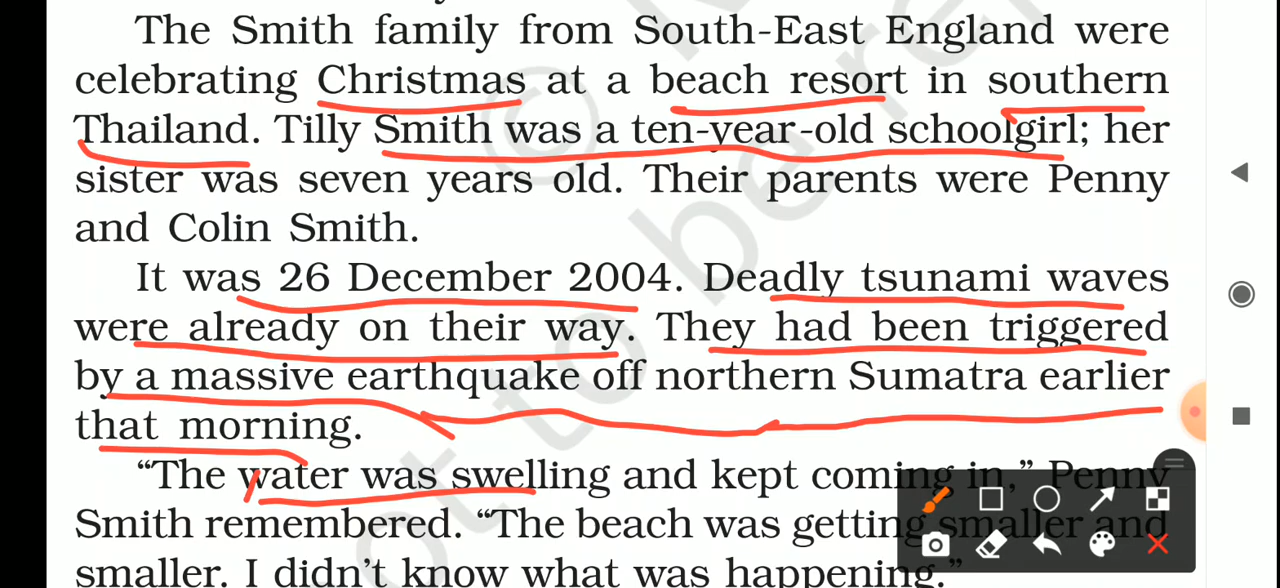 The Smith family from South-East England were
celebrating Christmas at a beach resort in southern
Thailand. Tilly Smith was a ten-year-old schoolgirl; her
sister was seven years old. Their parents were Penny
and Colin Smith.
It was 26 December 2004. Deadly tsunami waves
were already on their way. They had been triggered
by a massive earthquake off northern Sumatra earlier
that morning.
“The water was swelling and kept coming in,” Penny
Smith remembered. “The beach was getting smaller and
smaller. I didn’t know what was happening.”